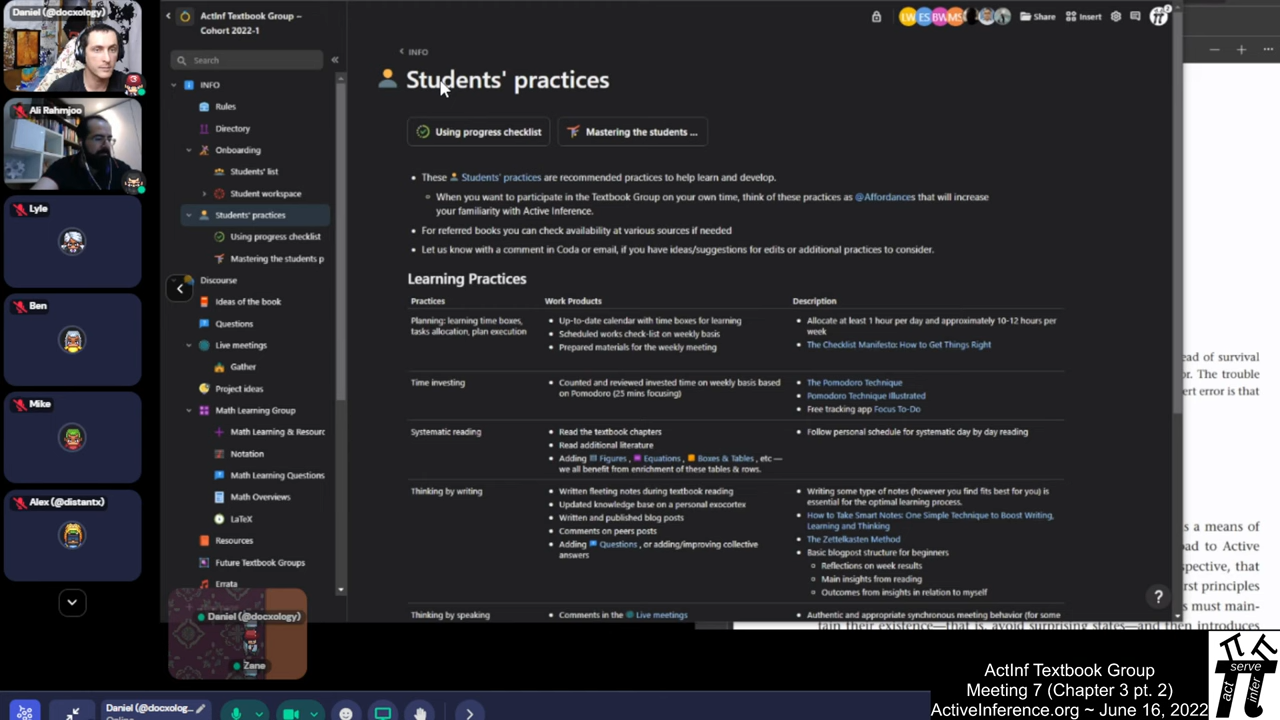 Daniel (@docxology)
Ali Rahmjoo
Lyle
Ben
Mike
Alex (@distantx)
ActInf Textbook Group –
Cohort 2022-1
Search
INFO
Rules
Directory
Onboarding
Students' list
Student workspace
Students' practices
Using progress checklist
Mastering the students p
Discourse
Ideas of the book
Questions
Live meetings
Gather
Project ideas
Math Learning Group
Math Learning & Resourc
Notation
Math Learning Questions
Math Overviews
LaTeX
Resources
Future Textbook Groups
Errata
LW ES BW MS
Share
Insert
INFO
Students' practices
Using progress checklist
Mastering the students ...
These Students' practices are recommended practices to help learn and develop.
When you want to participate in the Textbook Group on your own time, think of these practices as @Affordances that will increase
your familiarity with Active Inference.
For referred books you can check availability at various sources if needed
Let us know with a comment in Coda or email, if you have ideas/suggestions for edits or additional practices to consider.
Learning Practices
Practices Work Products Description
Planning: learning time boxes,
tasks allocation, plan execution
Up-to-date calendar with time boxes for learning
Scheduled works check-list on weekly basis
Prepared materials for the weekly meeting
Allocate at least 1 hour per day and approximately 10-12 hours per
week
The Checklist Manifesto: How to Get Things Right
Time investing
Counted and reviewed invested time on weekly basis based
on Pomodoro (25 mins focusing)
The Pomodoro Technique
Pomodoro Technique Illustrated
Free tracking app Focus To-Do
Systematic reading
Read the textbook chapters
Read additional literature
Adding Figures, Equations, Boxes & Tables, etc —
we all benefit from enrichment of these tables & rows.
Follow personal schedule for systematic day by day reading
Thinking by writing
Written fleeting notes during textbook reading
Updated knowledge base on a personal exocortex
Written and published blog posts
Comments on peers posts
Adding Questions, or adding/improving collective
answers
Writing some type of notes (however you find fits best for you) is
essential for the optimal learning process.
How to Take Smart Notes: One Simple Technique to Boost Writing,
Learning and Thinking
The Zettelkasten Method
Basic blogpost structure for beginners
Reflections on week results
Main insights from reading
Outcomes from insights in relation to myself
Thinking by speaking
Comments in the Live meetings
Authentic and appropriate synchronous meeting behavior (for some
?
ead of survival
or. The trouble
ert error is that
s a means of
oad to Active
spective, that
irst principles
s must main-
tain their existence—that is, avoid surprising states—and then introduces
Daniel (@docxology)
Zane
Daniel (@docxolog...
Online
ActInf Textbook Group
Meeting 7 (Chapter 3 pt. 2)
ActiveInference.org ~ June 16, 2022
act
serve
infer